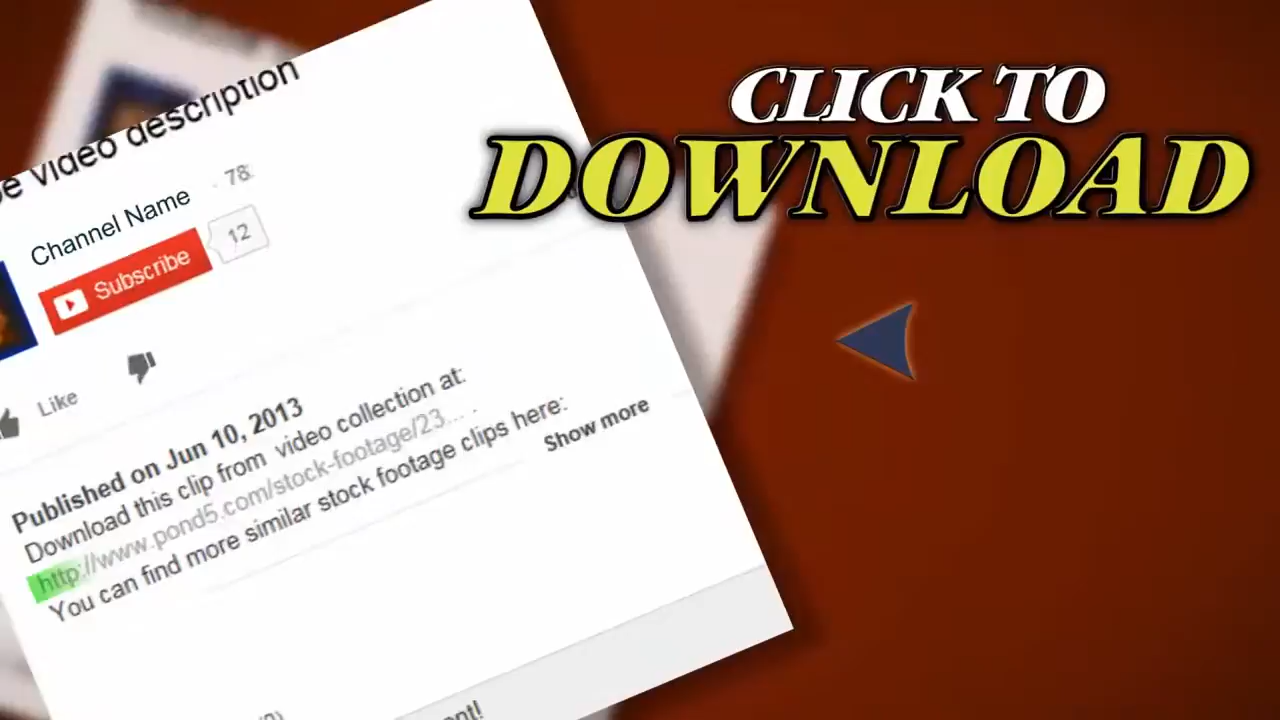 CLICK TO
DOWNLOAD
video description
Channel Name
78
Subscribe
12
Like
Published on Jun 10, 2013
Download this clip from video collection at:
http://www.pond5.com/stock-footage/23...
You can find more similar stock footage clips here:
Show more